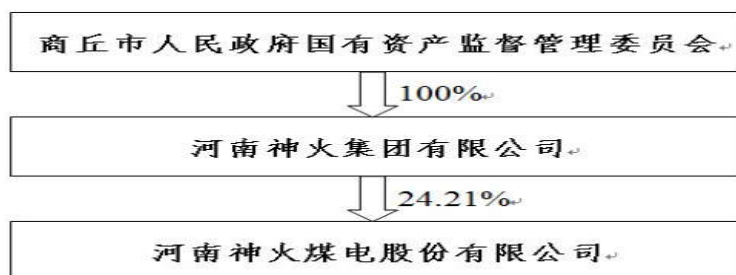 商丘市人民政府国有资产监督管理委员会
100%
河南神火集团有限公司
24.21%
河南神火煤电股份有限公司